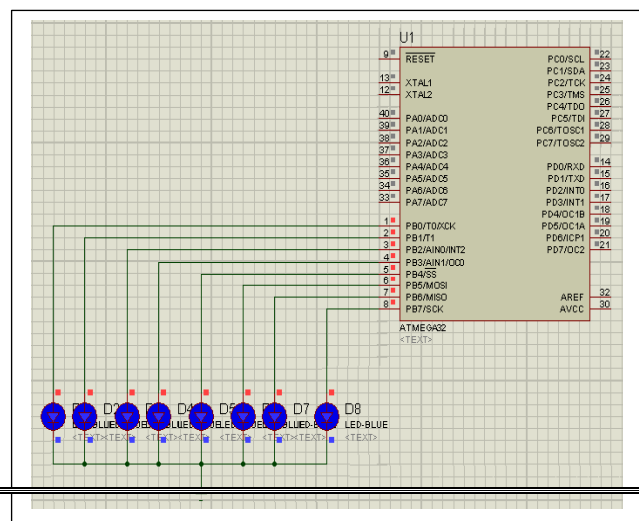 U1
9 RESET PC0/SCL 22
PC1/SDA 23
13 XTAL1 PC2/TCK 24
12 XTAL2 PC3/TMS 25
PC4/TDO 26
40 PA0/ADC0 PC5/TDI 27
39 PA1/ADC1 PC6/TOSC1 28
38 PA2/ADC2 PC7/TOSC2 29
37 PA3/ADC3
36 PA4/ADC4 PD0/RXD 14
35 PA5/ADC5 PD1/TXD 15
34 PA6/ADC6 PD2/INT0 16
33 PA7/ADC7 PD3/INT1 17
PD4/OC1B 18
1 PB0/T0/XCK PD5/OC1A 19
2 PB1/T1 PD6/ICP1 20
3 PB2/AIN0/INT2 PD7/OC2 21
4 PB3/AIN1/OC0
5 PB4/SS
6 PB5/MOSI
7 PB6/MISO AREF 32
8 PB7/SCK AVCC 30
ATMEGA32
<TEXT>
D7 D8
LED-BLUE
<TEXT>